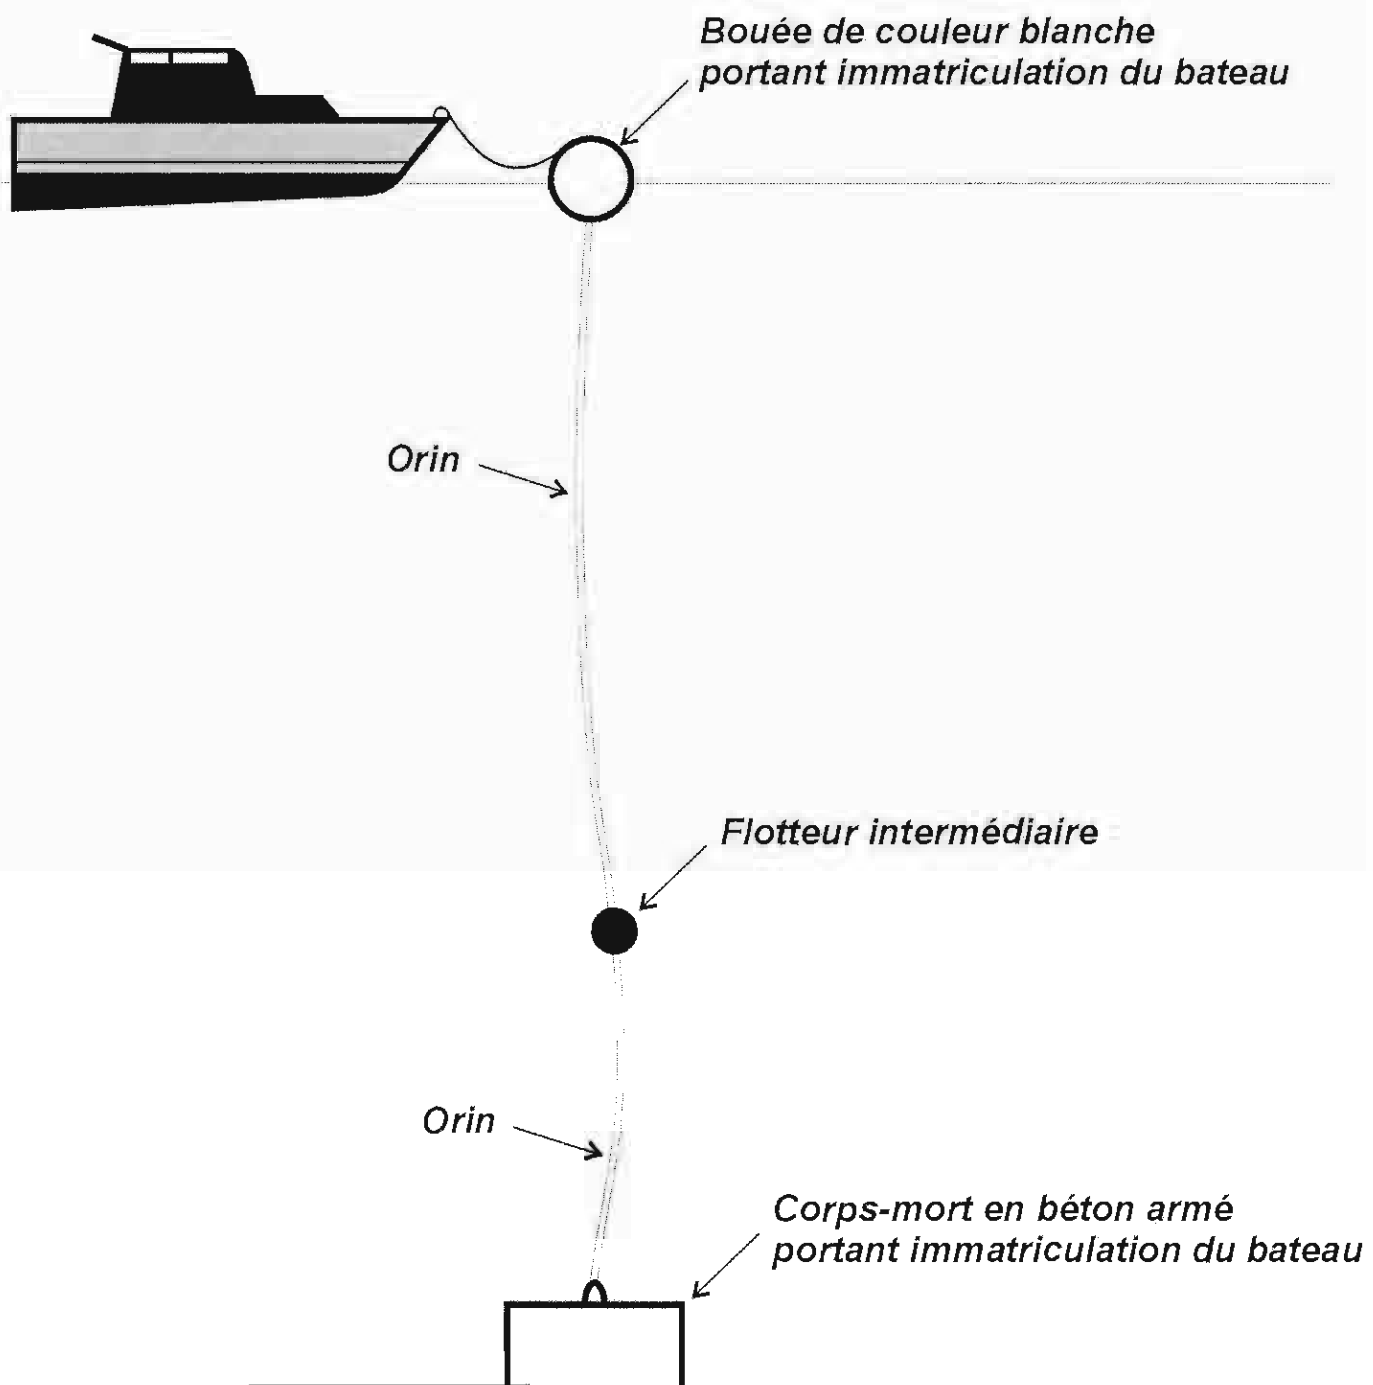 Bouée de couleur blanche
portant immatriculation du bateau
Orin
Flotteur intermédiaire
Orin
Corps-mort en béton armé
portant immatriculation du bateau